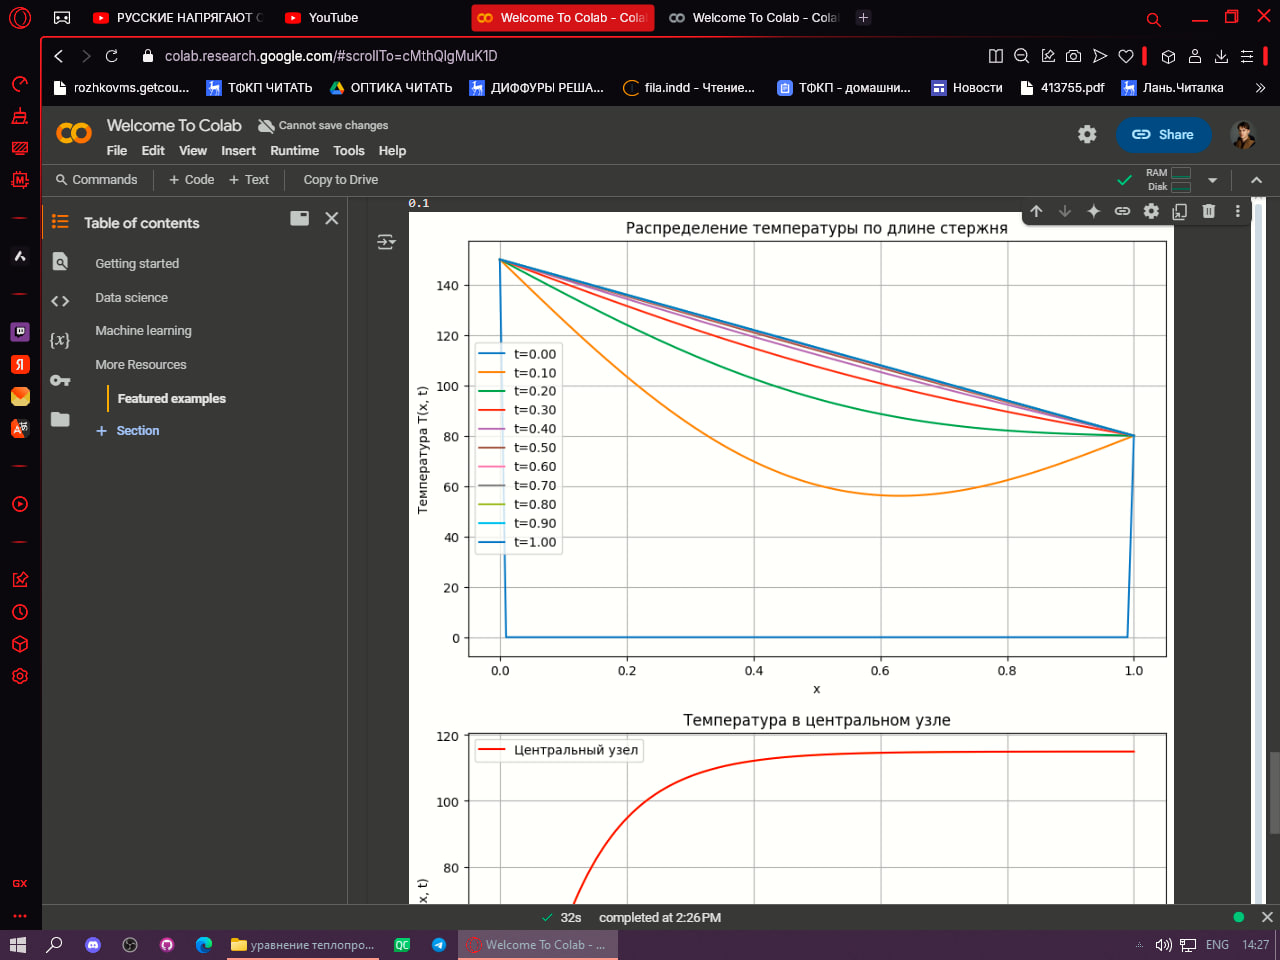 РУССКИЕ НАПРЯГАЮТ
YouTube
Welcome To Colab - Cola
Welcome To Colab - Cola
colab.research.google.com/#scrollTo=cMthQIgMuK1D
rozhkovms.getcou...
ТФКП ЧИТАТЬ
ОПТИКА ЧИТАТЬ
ДИФФУРЫ РЕША...
fila.indd - Чтение...
ТФКП - домашни...
Новости
413755.pdf
Лань.Читалка
Welcome To Colab
Cannot save changes
File Edit View Insert Runtime Tools Help
Share
Commands
+ Code
+ Text
Copy to Drive
RAM
Disk
Table of contents
Getting started
Data science
Machine learning
More Resources
Featured examples
+ Section
0.1
Распределение температуры по длине стержня
Температура T(x, t)
140
120
100
80
60
40
20
0
t=0.00
t=0.10
t=0.20
t=0.30
t=0.40
t=0.50
t=0.60
t=0.70
t=0.80
t=0.90
t=1.00
0.0 0.2 0.4 0.6 0.8 1.0
x
Температура в центральном узле
120
100
80
Центральный узел
x, t)
32s completed at 2:26 PM
GX
уравнение теплопро...
QC
Welcome To Colab - ...
ENG
14:27